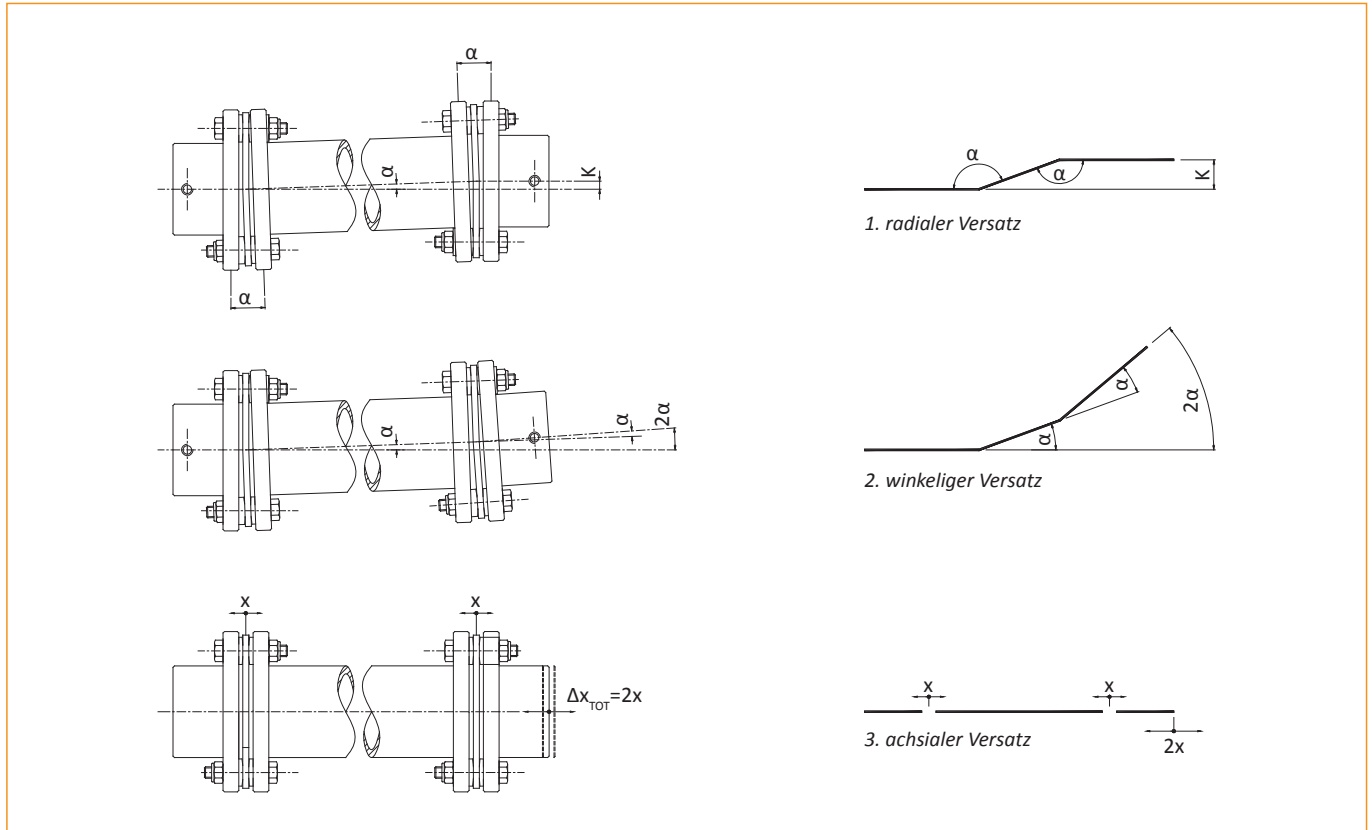 α
α
α
K
α
α
K
1. radialer Versatz
α
α
2α
α
α
2α
2. winkeliger Versatz
x
x
Δx_TOT=2x
x
x
2x
3. achsialer Versatz